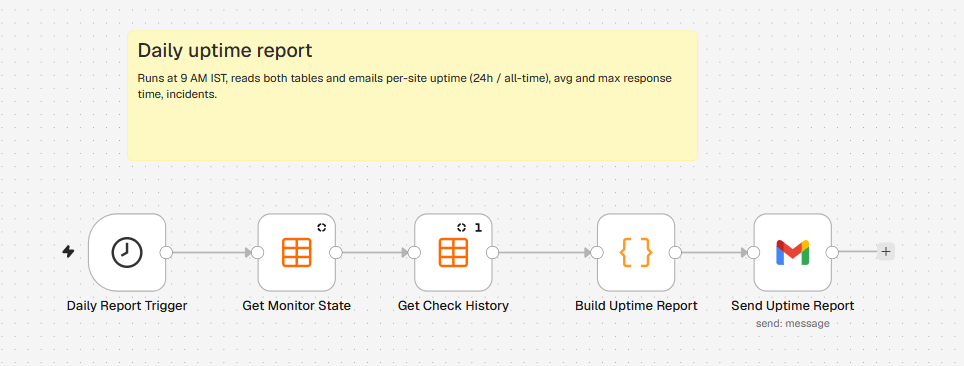 Daily uptime report
Runs at 9 AM IST, reads both tables and emails per-site uptime (24h / all-time), avg and max response
time, incidents.
1
Daily Report Trigger
Get Monitor State
Get Check History
Build Uptime Report
Send Uptime Report
send: message